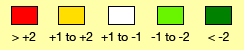 > +2 +1 to +2 +1 to -1 -1 to -2 < -2